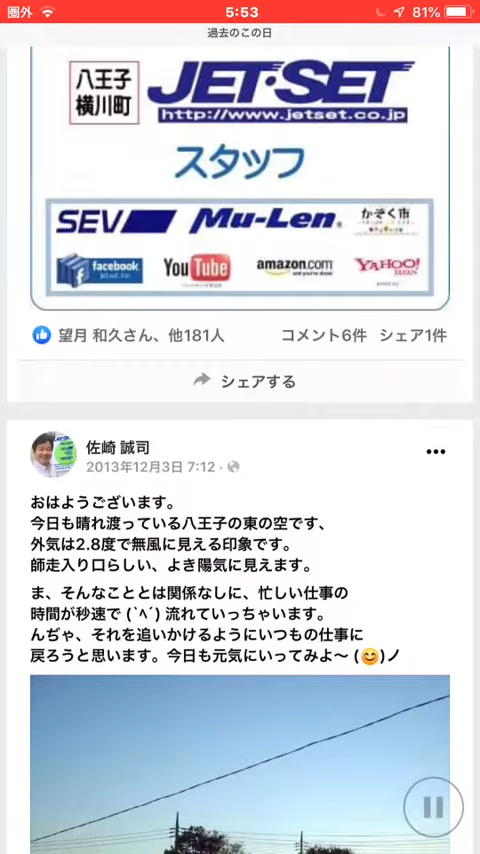 圏外 5:53 81%
過去のこの日
八王子
横川町
JET-SET
http://www.jetset.co.jp
スタッフ
SEV Mu-Len® かぞく市
facebook YouTube amazon.com YAHOO!
JAPAN
望月 和久さん、他181人 コメント6件 シェア1件
シェアする
佐崎 誠司
2013年12月3日 7:12 ·
おはようございます。
今日も晴れ渡っている八王子の東の空です、
外気は2.8度で無風に見える印象です。
師走入り口らしい、よき陽気に見えます。
ま、そんなこととは関係なしに、忙しい仕事の
時間が秒速で (`^´) 流れていっちゃいます。
んぢゃ、それを追いかけるようにいつもの仕事に
戻ろうと思います。今日も元気にいってみよ〜 (😊)ノ